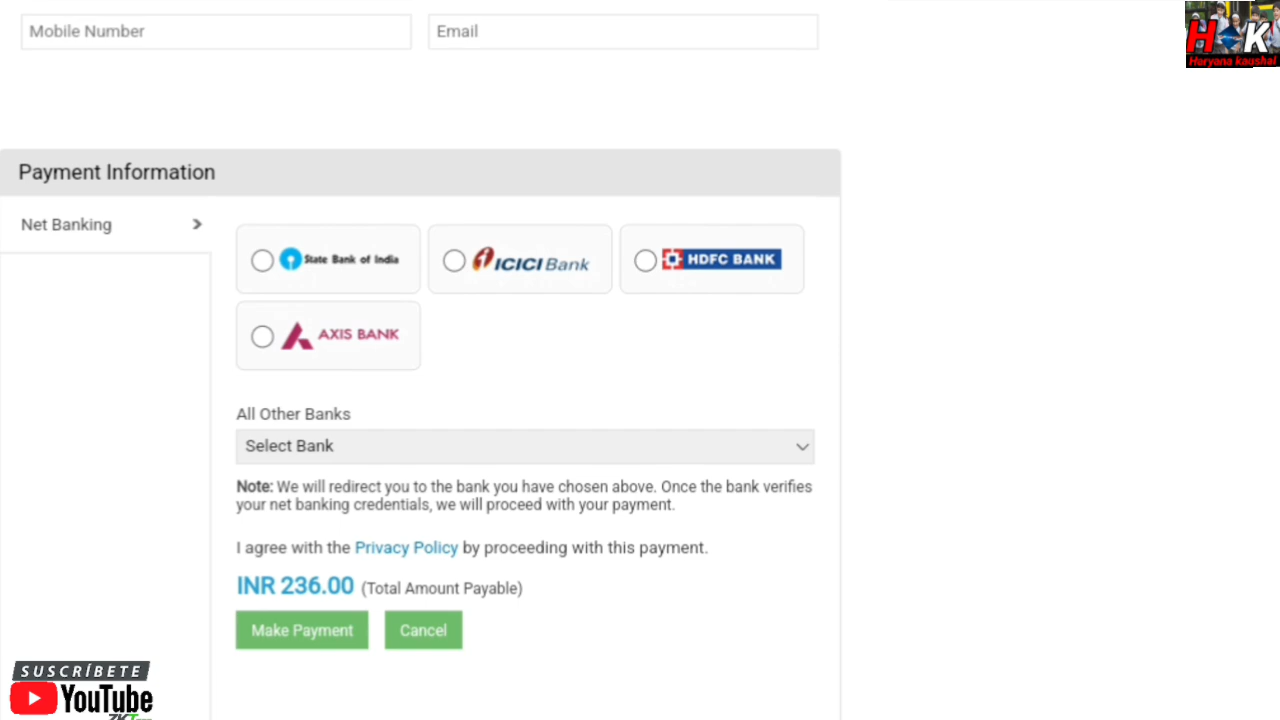 Mobile Number
Email
H K
Haryana kaushal
Payment Information
Net Banking
State Bank of India
ICICI Bank
HDFC BANK
AXIS BANK
All Other Banks
Select Bank
Note: We will redirect you to the bank you have chosen above. Once the bank verifies
your net banking credentials, we will proceed with your payment.
I agree with the Privacy Policy by proceeding with this payment.
INR 236.00 (Total Amount Payable)
Make Payment
Cancel
SUSCRÍBETE
YouTube